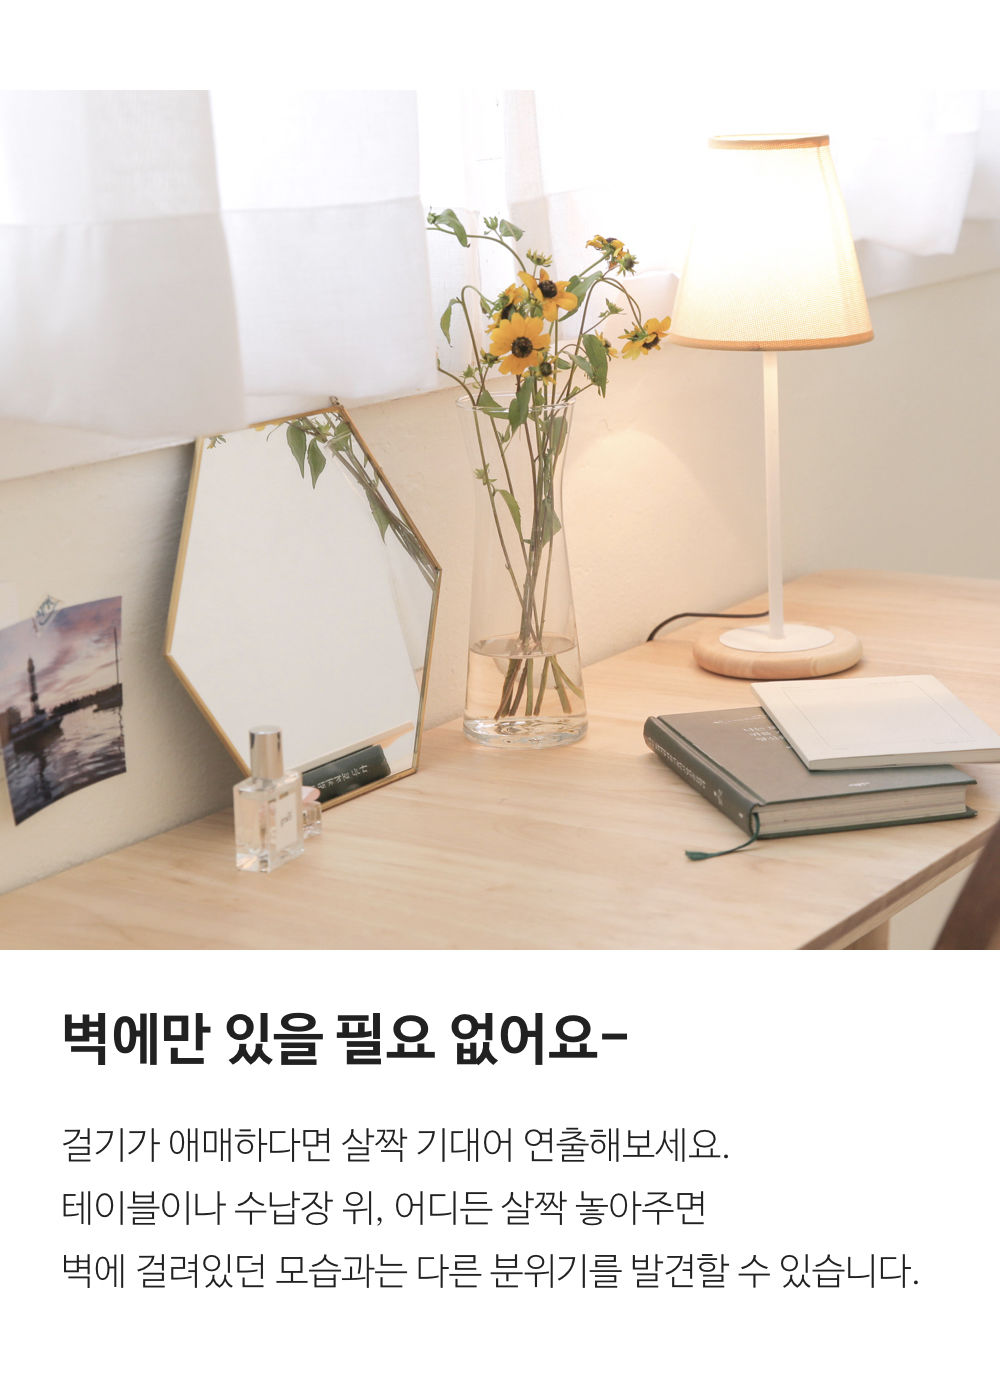 벽에만 있을 필요 없어요-
걸기가 애매하다면 살짝 기대어 연출해보세요.
테이블이나 수납장 위, 어디든 살짝 놓아주면
벽에 걸려있던 모습과는 다른 분위기를 발견할 수 있습니다.